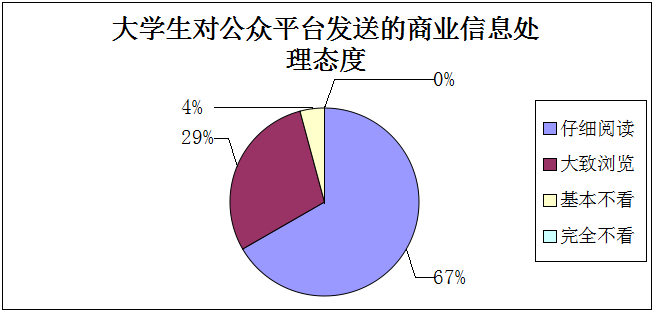 大学生对公众平台发送的商业信息处
理态度
0%
4%
29%
67%
仔细阅读
大致浏览
基本不看
完全不看